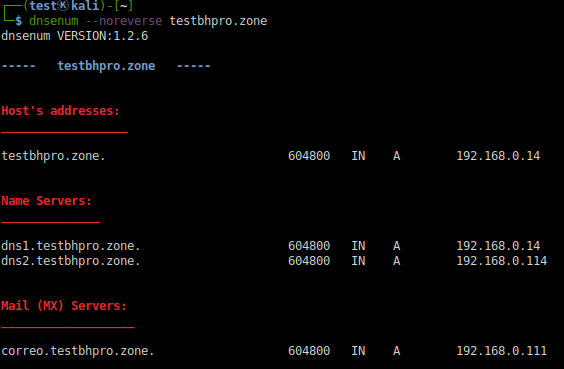 ┌──(test㉿kali)-[~]
└─$ dnsenum --noreverse testbhpro.zone
dnsenum VERSION:1.2.6
----- testbhpro.zone -----
Host's addresses:
__________________
testbhpro.zone. 604800 IN A 192.168.0.14
Name Servers:
______________
dns1.testbhpro.zone. 604800 IN A 192.168.0.14
dns2.testbhpro.zone. 604800 IN A 192.168.0.114
Mail (MX) Servers:
___________________
correo.testbhpro.zone. 604800 IN A 192.168.0.111